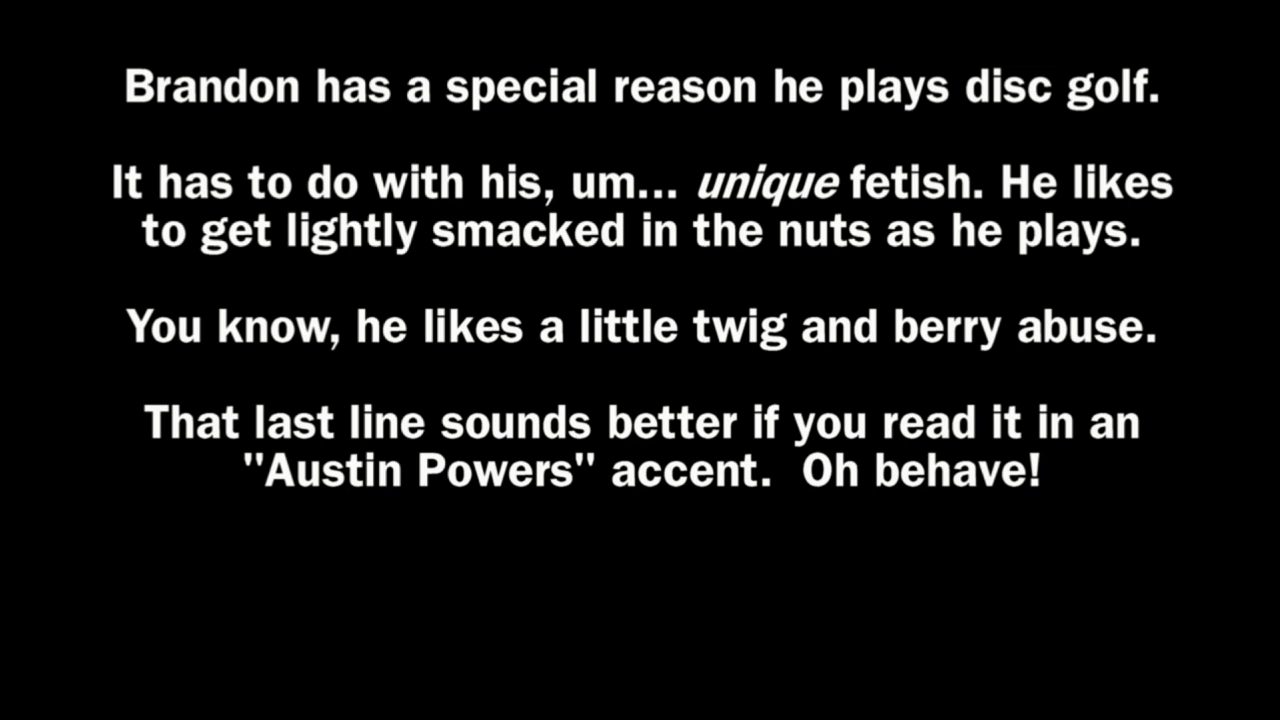 Brandon has a special reason he plays disc golf.
It has to do with his, um... unique fetish. He likes
to get lightly smacked in the nuts as he plays.
You know, he likes a little twig and berry abuse.
That last line sounds better if you read it in an
"Austin Powers" accent.  Oh behave!